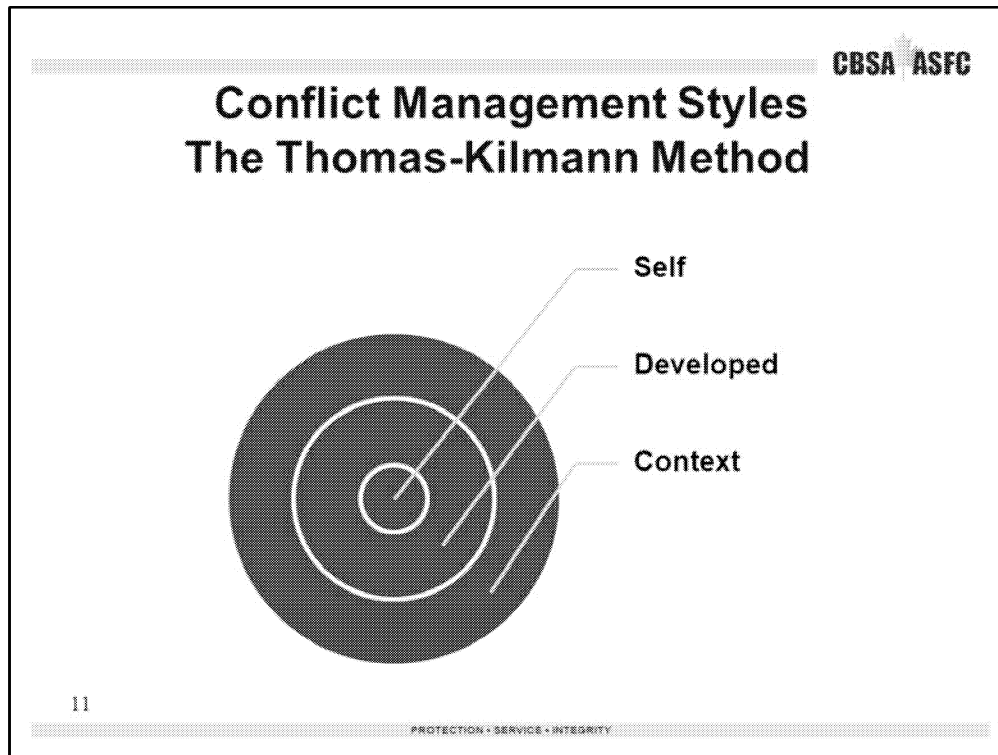 CBSA ASFC
Conflict Management Styles
The Thomas-Kilmann Method
Self
Developed
Context
11
PROTECTION • SERVICE • INTEGRITY